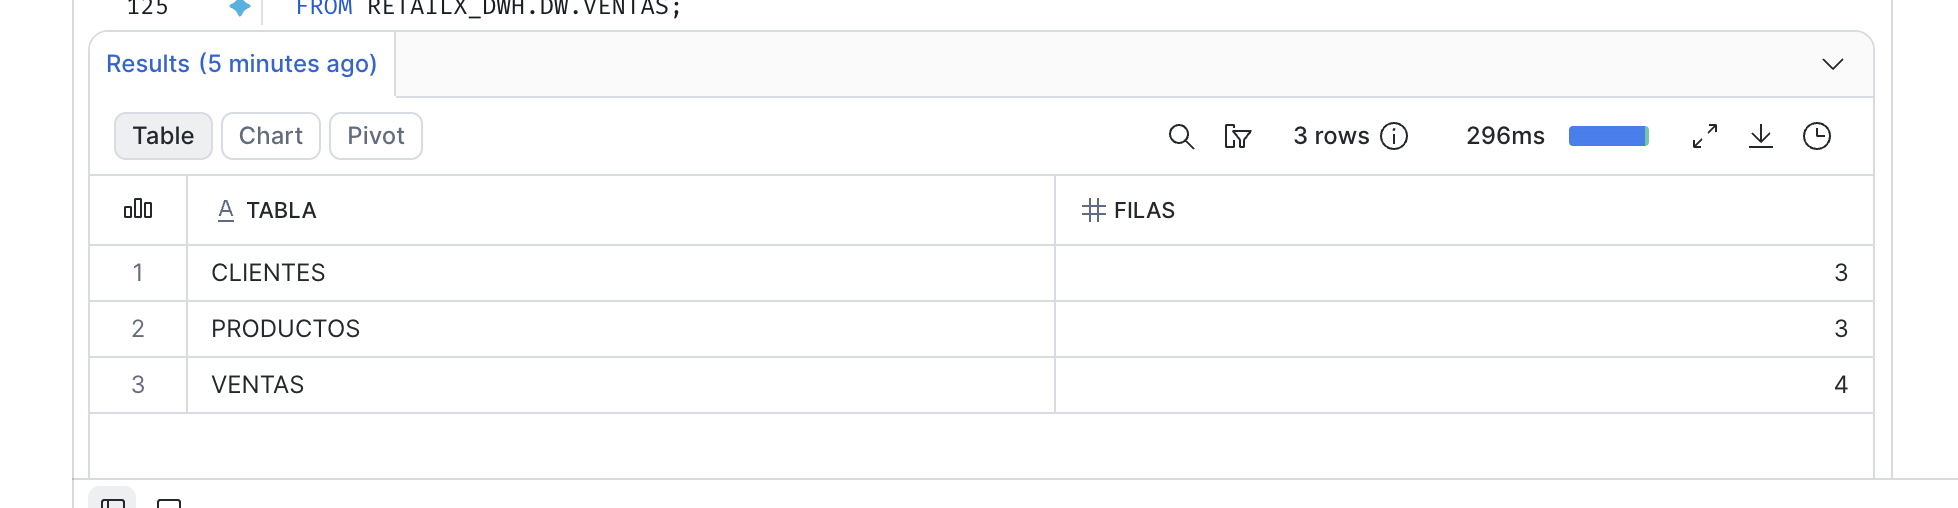 125 FROM RETAILX_DWH.DW.VENTAS;
Results (5 minutes ago)
Table Chart Pivot 3 rows 296ms
TABLA FILAS
1 CLIENTES 3
2 PRODUCTOS 3
3 VENTAS 4